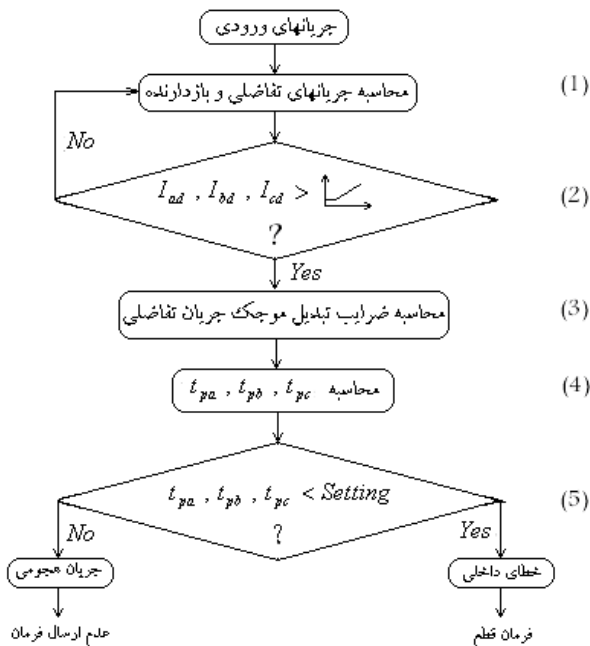 جریانهای ورودی
محاسبه جریانهای تفاضلی و بازدارنده
(1)
No
I_ad , I_bd , I_cd >
?
(2)
Yes
محاسبه ضرایب تبدیل موجک جریان تفاضلی
(3)
محاسبه t_pa , t_pb , t_pc
(4)
t_pa , t_pb , t_pc < Setting
?
(5)
No
Yes
جریان هجومی
خطای داخلی
عدم ارسال فرمان
فرمان قطع